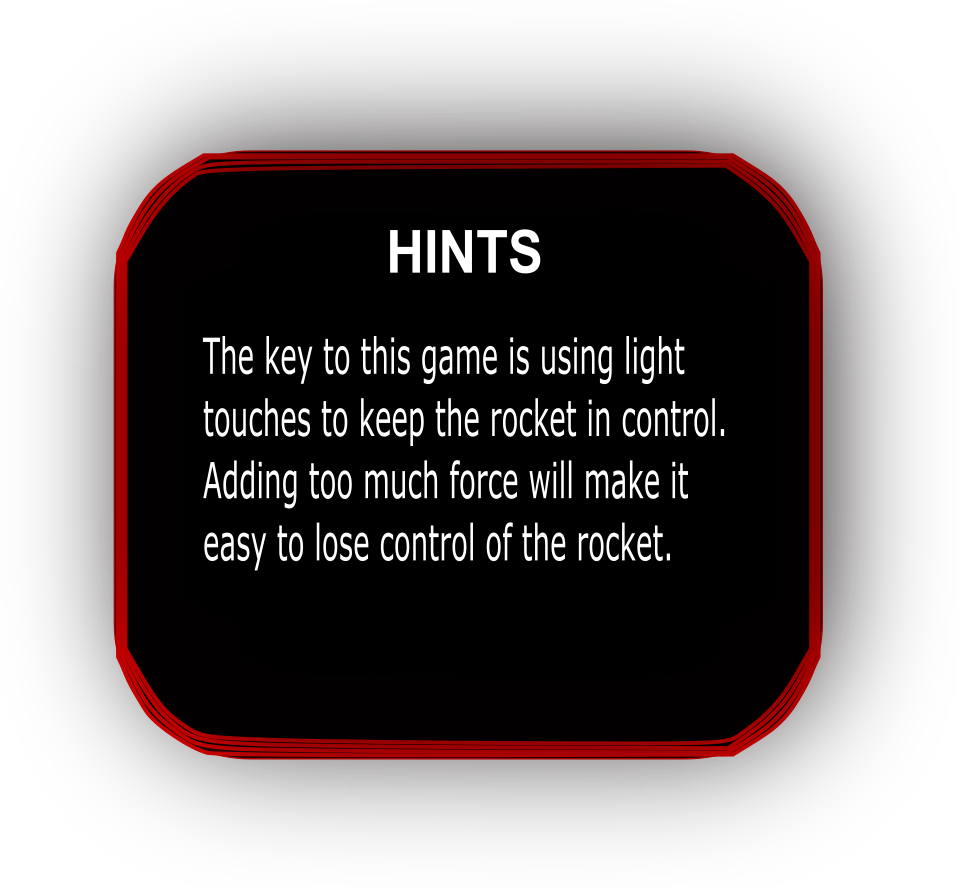 HINTS
The key to this game is using light
touches to keep the rocket in control.
Adding too much force will make it
easy to lose control of the rocket.